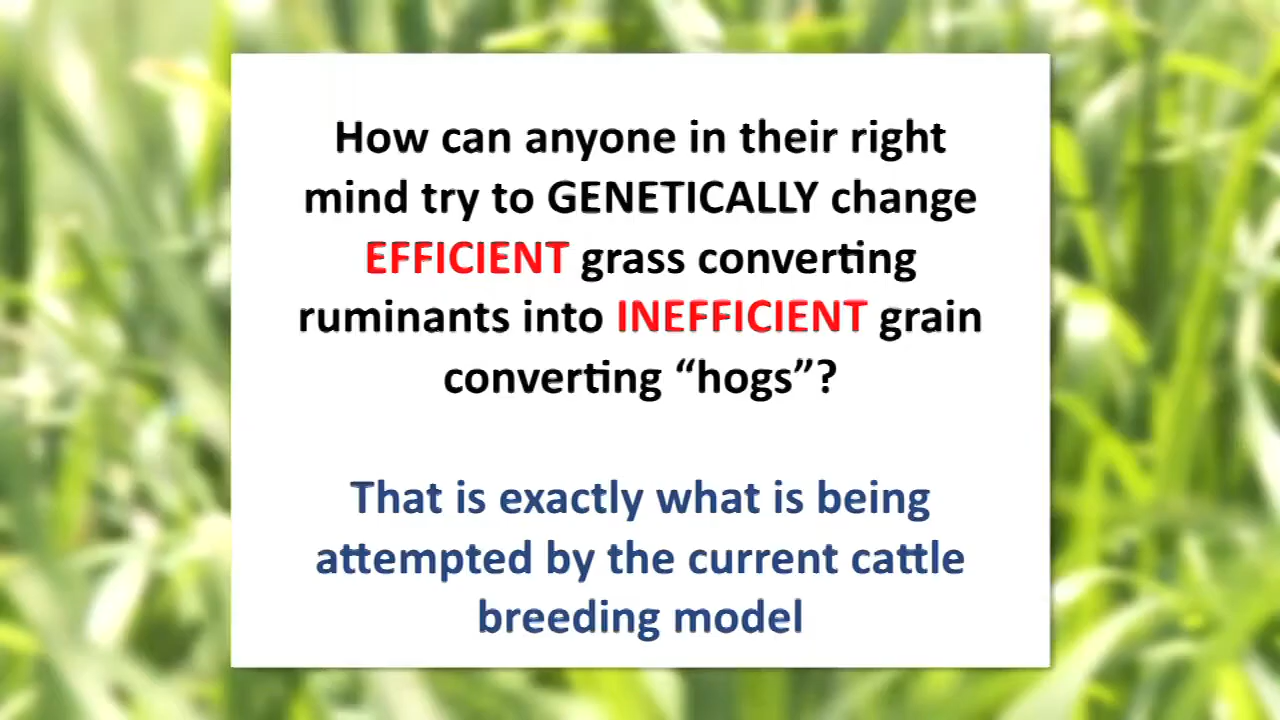 How can anyone in their right
mind try to GENETICALLY change
EFFICIENT grass converting
ruminants into INEFFICIENT grain
converting “hogs”?
That is exactly what is being
attempted by the current cattle
breeding model